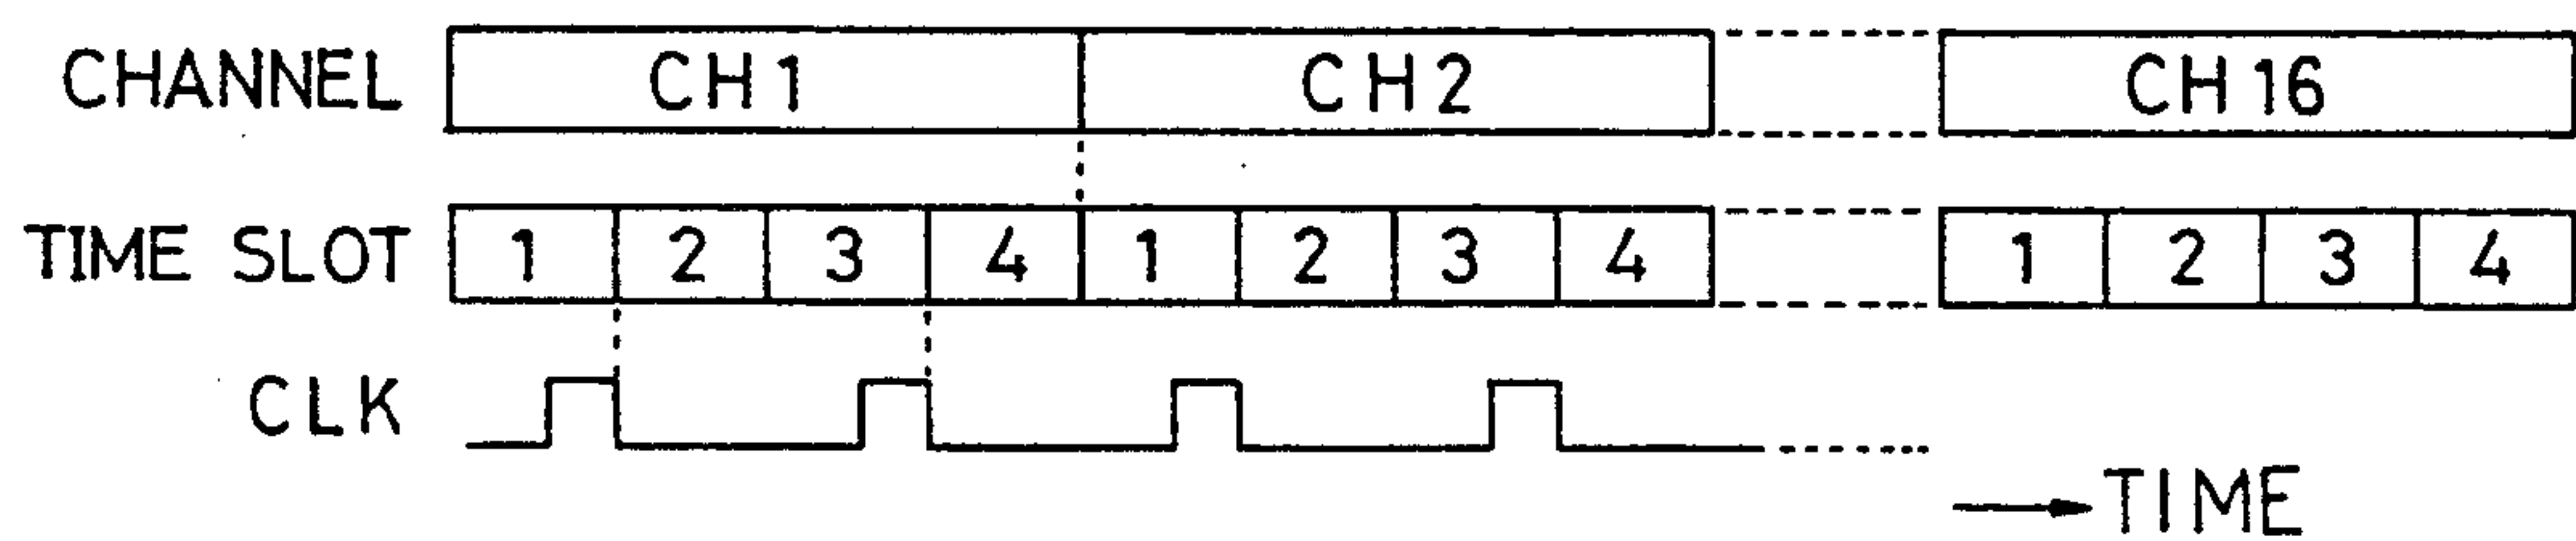 CHANNEL CH1 CH2 CH16
TIME SLOT 1 2 3 4 1 2 3 4 1 2 3 4
CLK
TIME